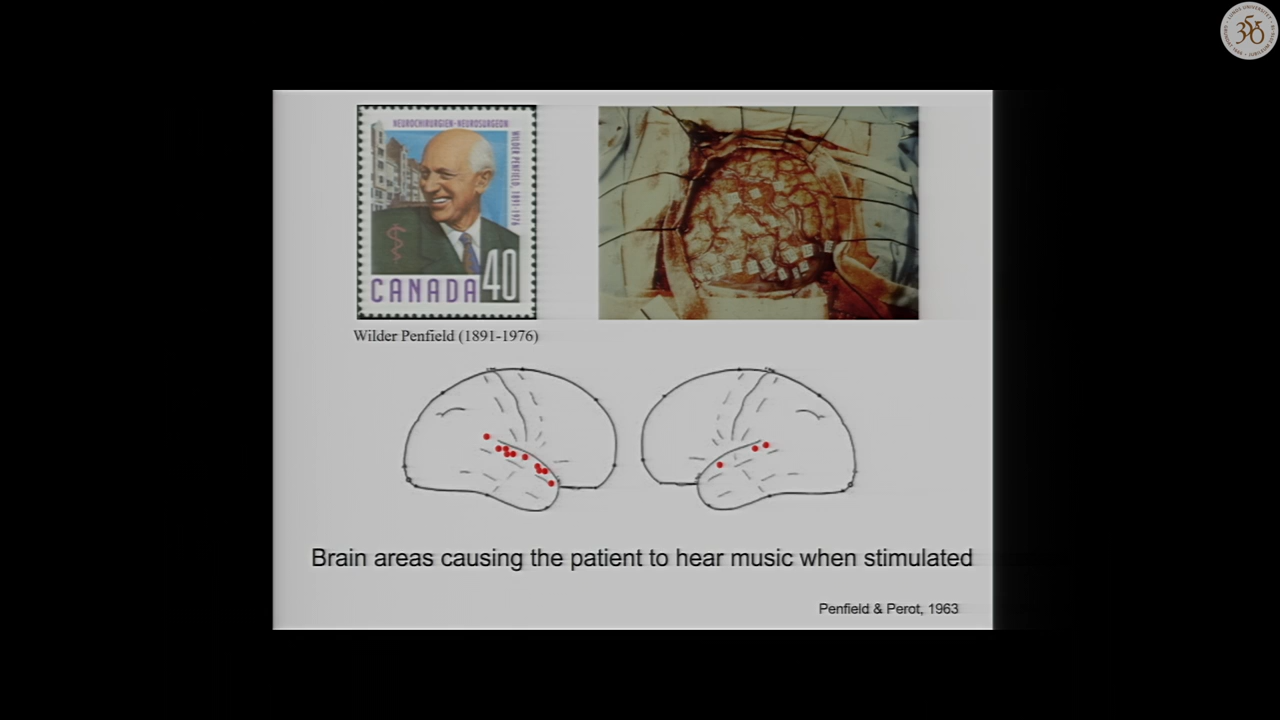 NEUROCHIRURGIEN-NEUROSURGEON
WILDER PENFIELD, 1891-1976
CANADA 40
Wilder Penfield (1891-1976)
Brain areas causing the patient to hear music when stimulated
Penfield & Perot, 1963
350